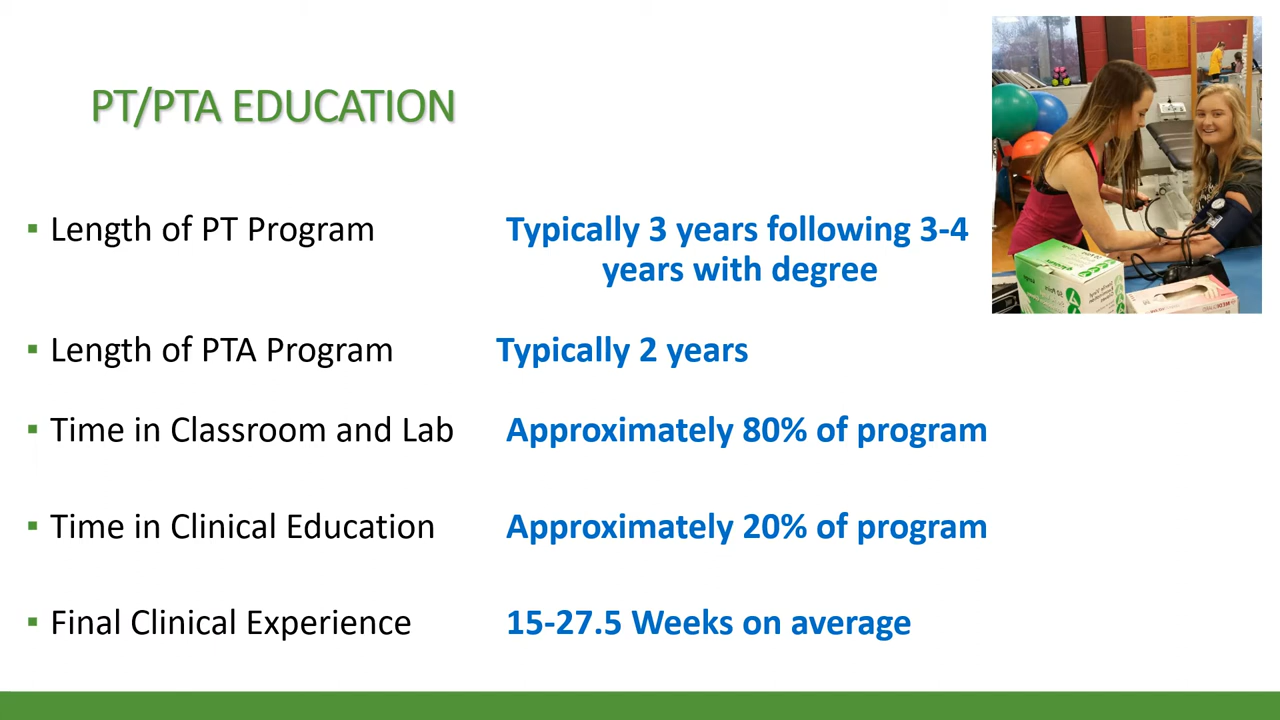 PT/PTA EDUCATION
▪ Length of PT Program Typically 3 years following 3-4
years with degree
▪ Length of PTA Program Typically 2 years
▪ Time in Classroom and Lab Approximately 80% of program
▪ Time in Clinical Education Approximately 20% of program
▪ Final Clinical Experience 15-27.5 Weeks on average